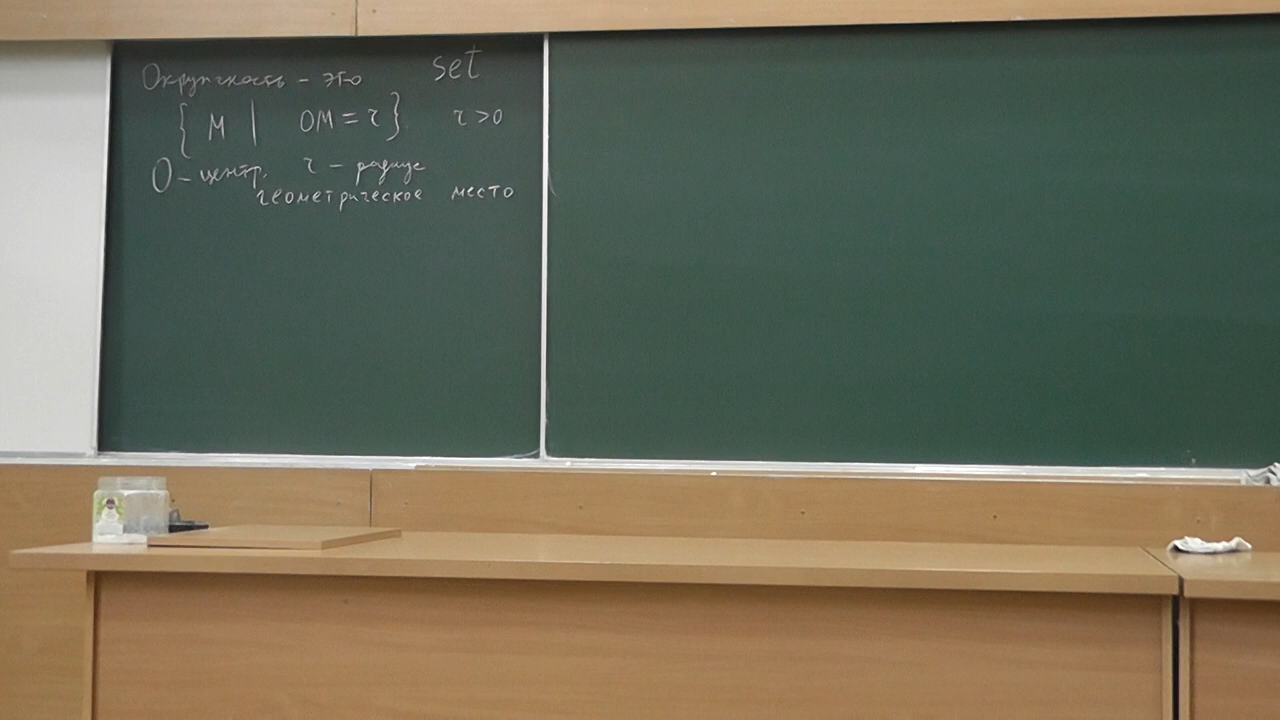 Окружность - это set
{ M | OM = r } r > 0
O - центр, r - радиус
геометрическое место